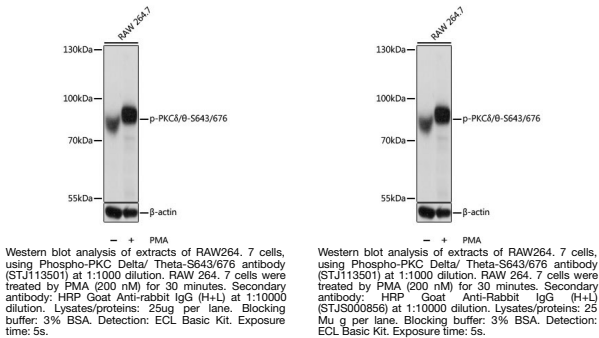 RAW 264.7
130kDa
100kDa
p-PKCδ/θ-S643/676
70kDa
55kDa
β-actin
− + PMA
Western blot analysis of extracts of RAW264. 7 cells,
using Phospho-PKC Delta/ Theta-S643/676 antibody
(STJ113501) at 1:1000 dilution. RAW 264. 7 cells were
treated by PMA (200 nM) for 30 minutes. Secondary
antibody: HRP Goat Anti-rabbit IgG (H+L) at 1:10000
dilution. Lysates/proteins: 25ug per lane. Blocking
buffer: 3% BSA. Detection: ECL Basic Kit. Exposure
time: 5s.
RAW 264.7
130kDa
100kDa
p-PKCδ/θ-S643/676
70kDa
55kDa
β-actin
− + PMA
Western blot analysis of extracts of RAW264. 7 cells,
using Phospho-PKC Delta/ Theta-S643/676 antibody
(STJ113501) at 1:1000 dilution. RAW 264. 7 cells were
treated by PMA (200 nM) for 30 minutes. Secondary
antibody: HRP Goat Anti-Rabbit IgG (H+L)
(STJS000856) at 1:10000 dilution. Lysates/proteins: 25
Mu g per lane. Blocking buffer: 3% BSA. Detection:
ECL Basic Kit. Exposure time: 5s.